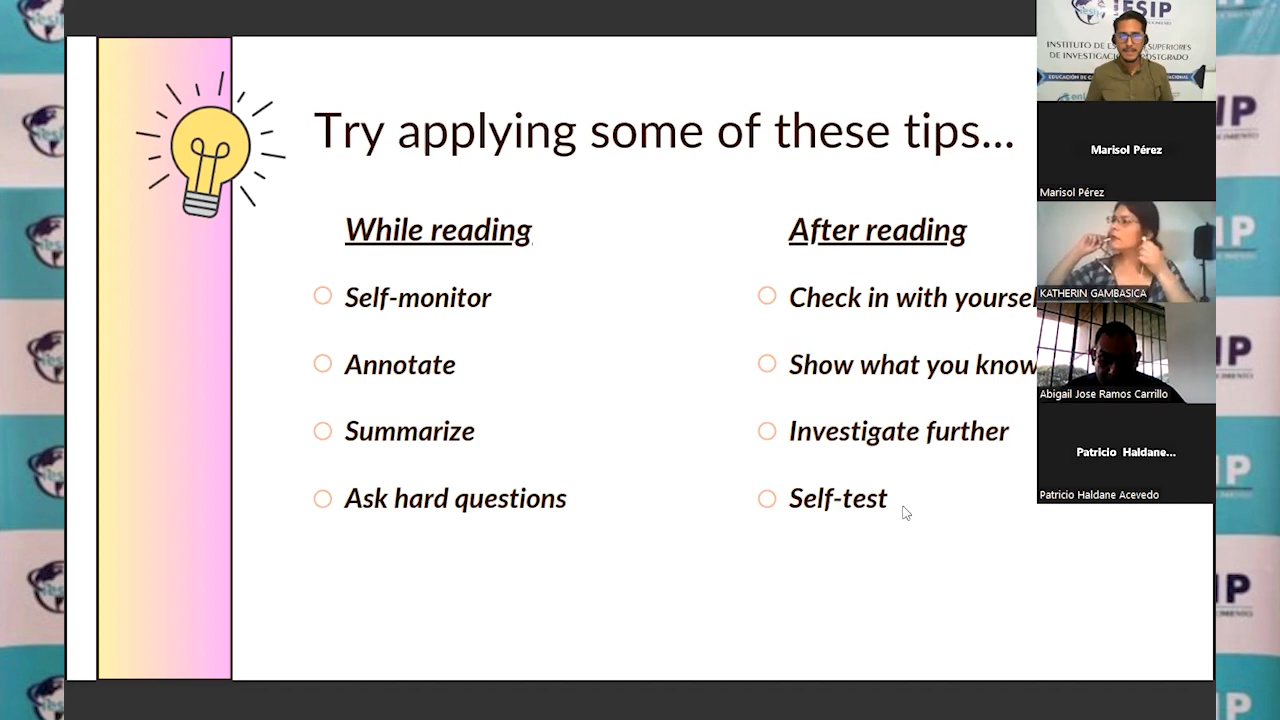 Try applying some of these tips...
While reading
Self-monitor
Annotate
Summarize
Ask hard questions
After reading
Check in with yoursel
Show what you know
Investigate further
Self-test
IESIP
INSTITUTO DE ES SUPERIORES
DE INVESTIGACIÓN POSTGRADO
Marisol Pérez
Marisol Pérez
KATHERIN GAMBASICA
Abigail Jose Ramos Carrillo
Patricio Haldane...
Patricio Haldane Acevedo